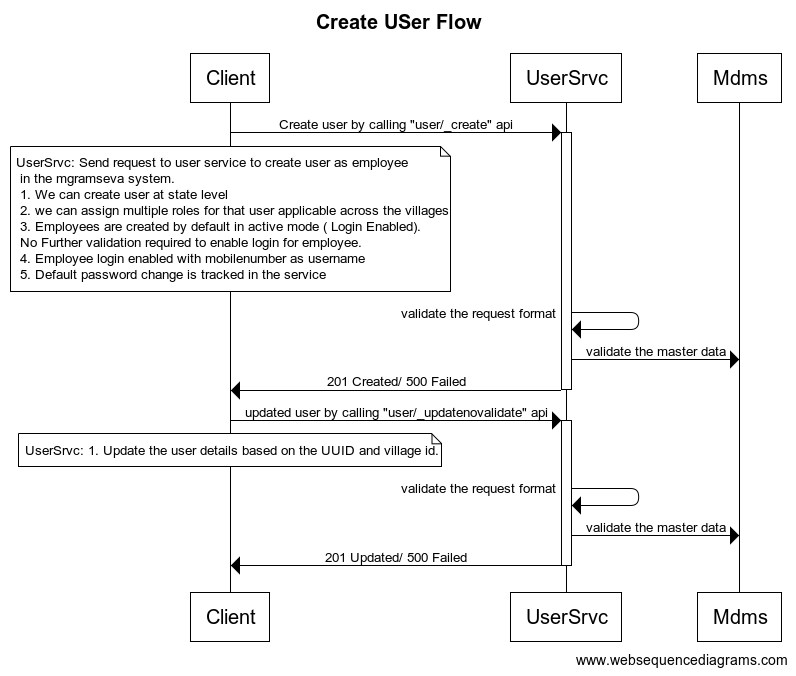 Create USer Flow
Client
UserSrvc
Mdms
Create user by calling "user/_create" api
UserSrvc: Send request to user service to create user as employee
in the mgramseva system.
1. We can create user at state level
2. we can assign multiple roles for that user applicable across the villages
3. Employees are created by default in active mode ( Login Enabled).
No Further validation required to enable login for employee.
4. Employee login enabled with mobilenumber as username
5. Default password change is tracked in the service
validate the request format
validate the master data
201 Created/ 500 Failed
updated user by calling "user/_updatenovalidate" api
UserSrvc: 1. Update the user details based on the UUID and village id.
validate the request format
validate the master data
201 Updated/ 500 Failed
Client
UserSrvc
Mdms
www.websequencediagrams.com